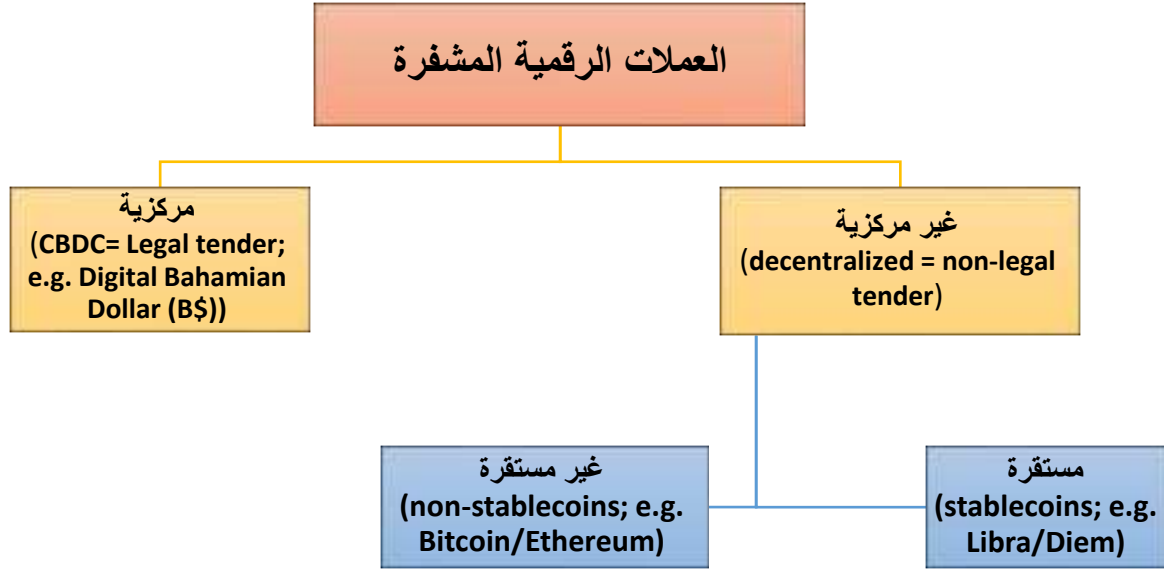 العملات الرقمية المشفرة
مركزية
(CBDC= Legal tender;
e.g. Digital Bahamian
Dollar (B$))
غير مركزية
(decentralized = non-legal
tender)
غير مستقرة
(non-stablecoins; e.g.
Bitcoin/Ethereum)
مستقرة
(stablecoins; e.g.
Libra/Diem)